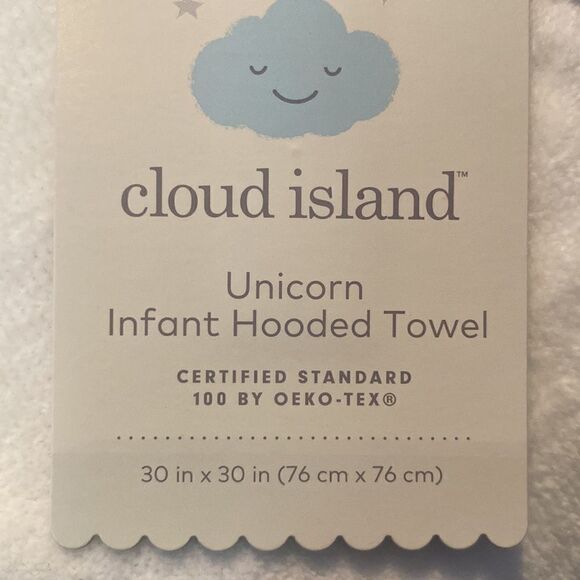 cloud island™
Unicorn
Infant Hooded Towel
CERTIFIED STANDARD
100 BY OEKO-TEX®
30 in x 30 in (76 cm x 76 cm)